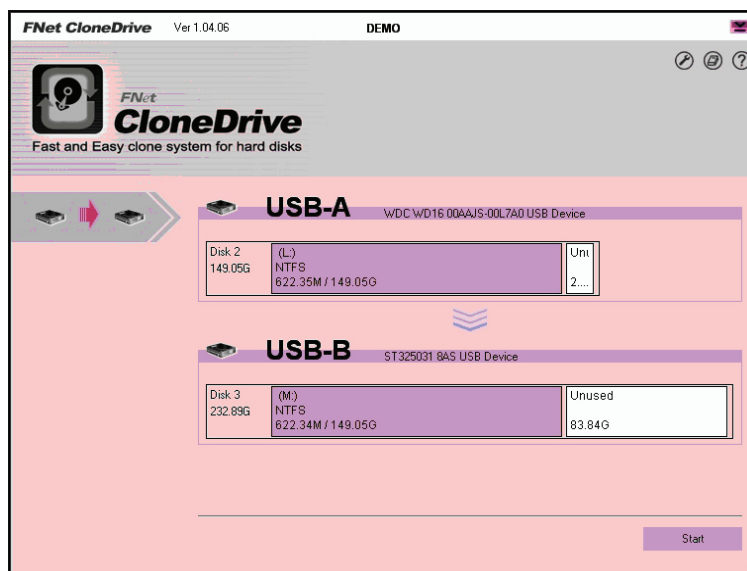 FNet CloneDrive Ver 1.04.06 DEMO
FNet
CloneDrive
Fast and Easy clone system for hard disks
USB-A WDC WD16 00AAJS-00L7A0 USB Device
Disk 2
149.05G
(L:)
NTFS
622.35M / 149.05G
Unu
2....
USB-B ST325031 8AS USB Device
Disk 3
232.89G
(M:)
NTFS
622.34M / 149.05G
Unused
83.84G
Start